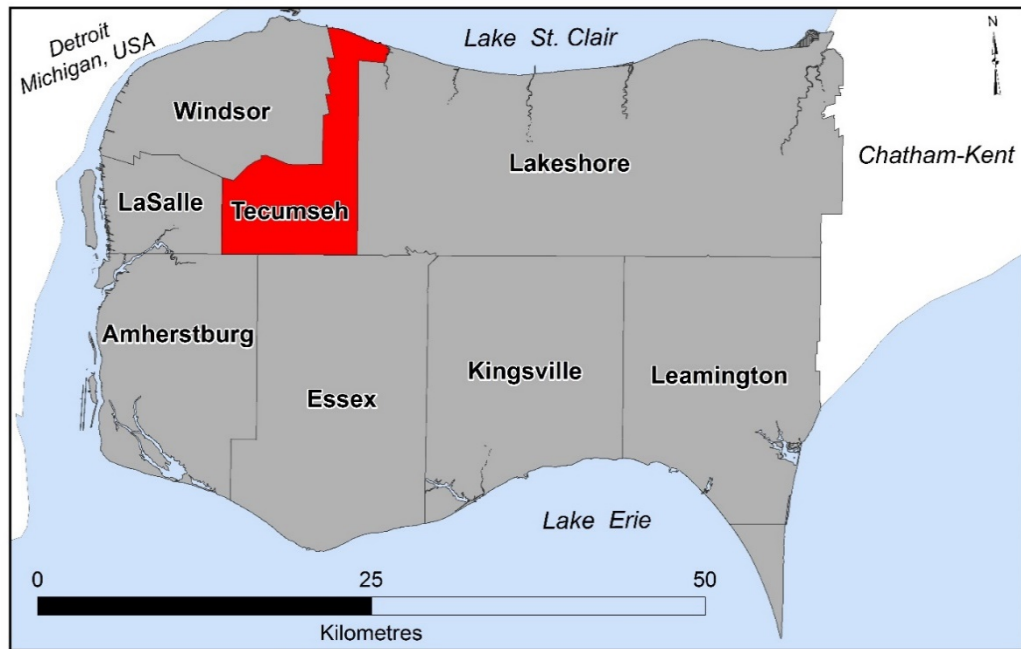 Detroit
Michigan, USA
Lake St. Clair
N
Windsor
Lakeshore
Chatham-Kent
LaSalle
Tecumseh
Amherstburg
Essex
Kingsville
Leamington
Lake Erie
0
25
50
Kilometres